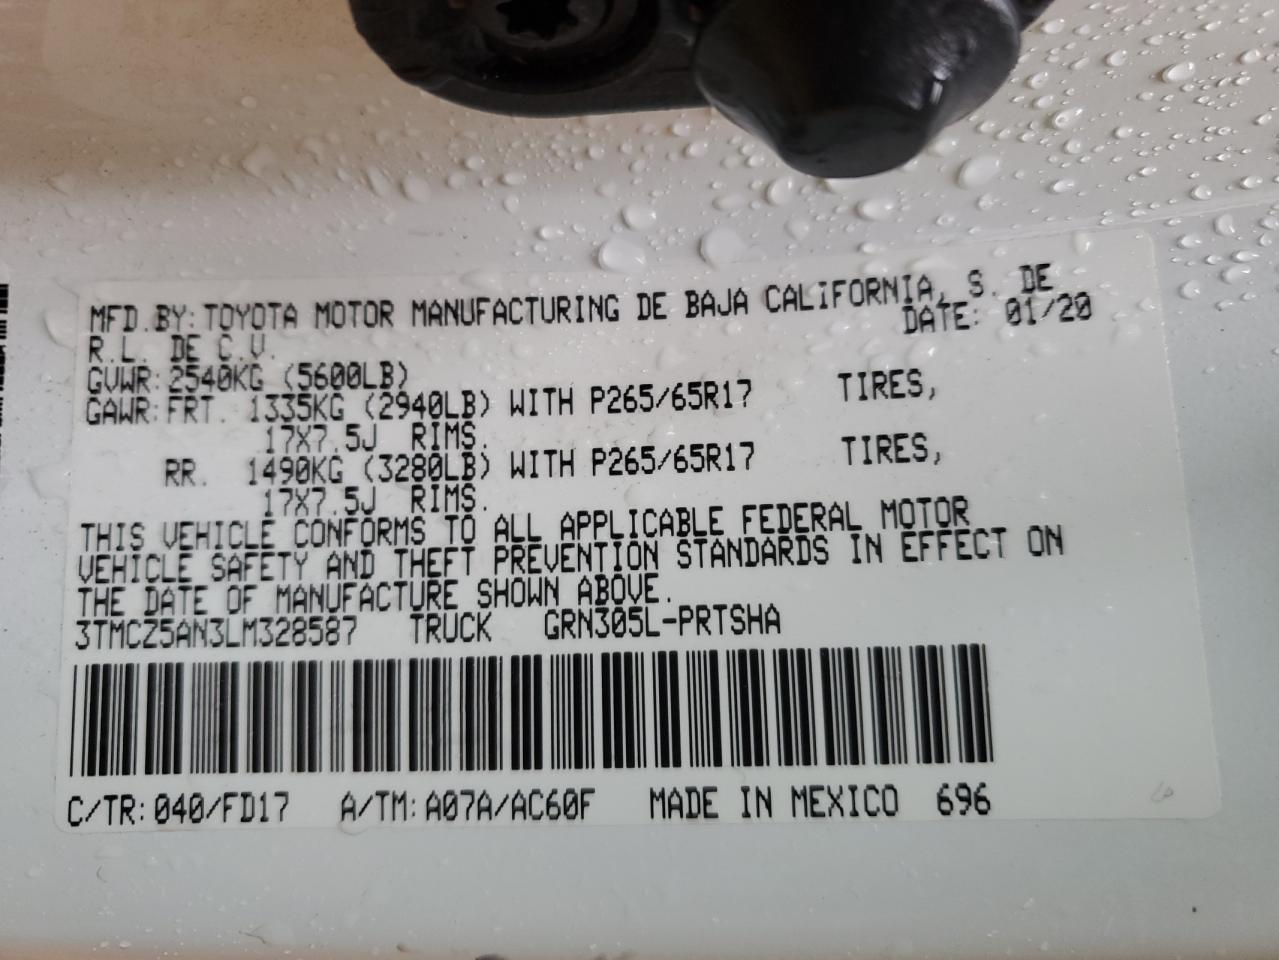 MFD.BY:TOYOTA MOTOR MANUFACTURING DE BAJA CALIFORNIA, S. DE
R.L. DE C.V. DATE: 01/20
GVWR:2540KG (5600LB)
GAWR:FRT. 1335KG (2940LB) WITH P265/65R17 TIRES,
17X7.5J RIMS.
RR. 1490KG (3280LB) WITH P265/65R17 TIRES,
17X7.5J RIMS.
THIS VEHICLE CONFORMS TO ALL APPLICABLE FEDERAL MOTOR
VEHICLE SAFETY AND THEFT PREVENTION STANDARDS IN EFFECT ON
THE DATE OF MANUFACTURE SHOWN ABOVE.
3TMCZ5AN3LM328587 TRUCK GRN305L-PRTSHA
C/TR:040/FD17 A/TM:A07A/AC60F MADE IN MEXICO 696